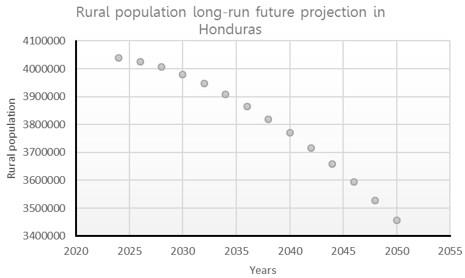 Rural population long-run future projection in
Honduras
4100000
4000000
3900000
3800000
3700000
3600000
3500000
3400000
Rural population
2020 2025 2030 2035 2040 2045 2050 2055
Years